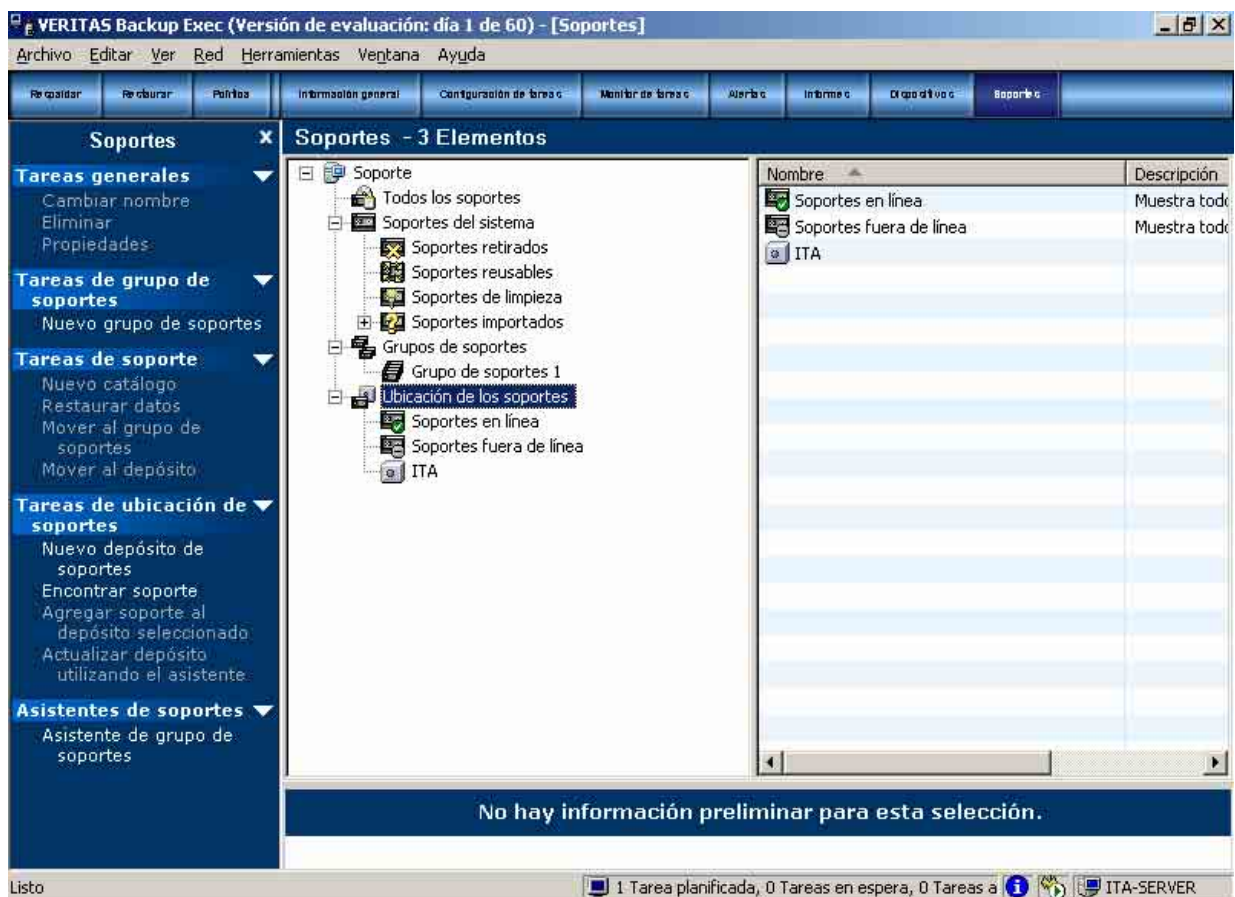 VERITAS Backup Exec (Versión de evaluación: día 1 de 60) - [Soportes]
Archivo Editar Ver Red Herramientas Ventana Ayuda
Respaldar Restaurar Políticas Información general Configuración de tareas Monitor de tareas Alertas Informes Dispositivos Soportes
Soportes x
Tareas generales
Cambiar nombre
Eliminar
Propiedades
Tareas de grupo de
soportes
Nuevo grupo de soportes
Tareas de soporte
Nuevo catálogo
Restaurar datos
Mover al grupo de
soportes
Mover al depósito
Tareas de ubicación de
soportes
Nuevo depósito de
soportes
Encontrar soporte
Agregar soporte al
depósito seleccionado
Actualizar depósito
utilizando el asistente
Asistentes de soportes
Asistente de grupo de
soportes
Soportes - 3 Elementos
Soporte
Todos los soportes
Soportes del sistema
Soportes retirados
Soportes reusables
Soportes de limpieza
Soportes importados
Grupos de soportes
Grupo de soportes 1
Ubicación de los soportes
Soportes en línea
Soportes fuera de línea
ITA
Nombre Descripción
Soportes en línea Muestra todo
Soportes fuera de línea Muestra todo
ITA
No hay información preliminar para esta selección.
Listo 1 Tarea planificada, 0 Tareas en espera, 0 Tareas a ITA-SERVER